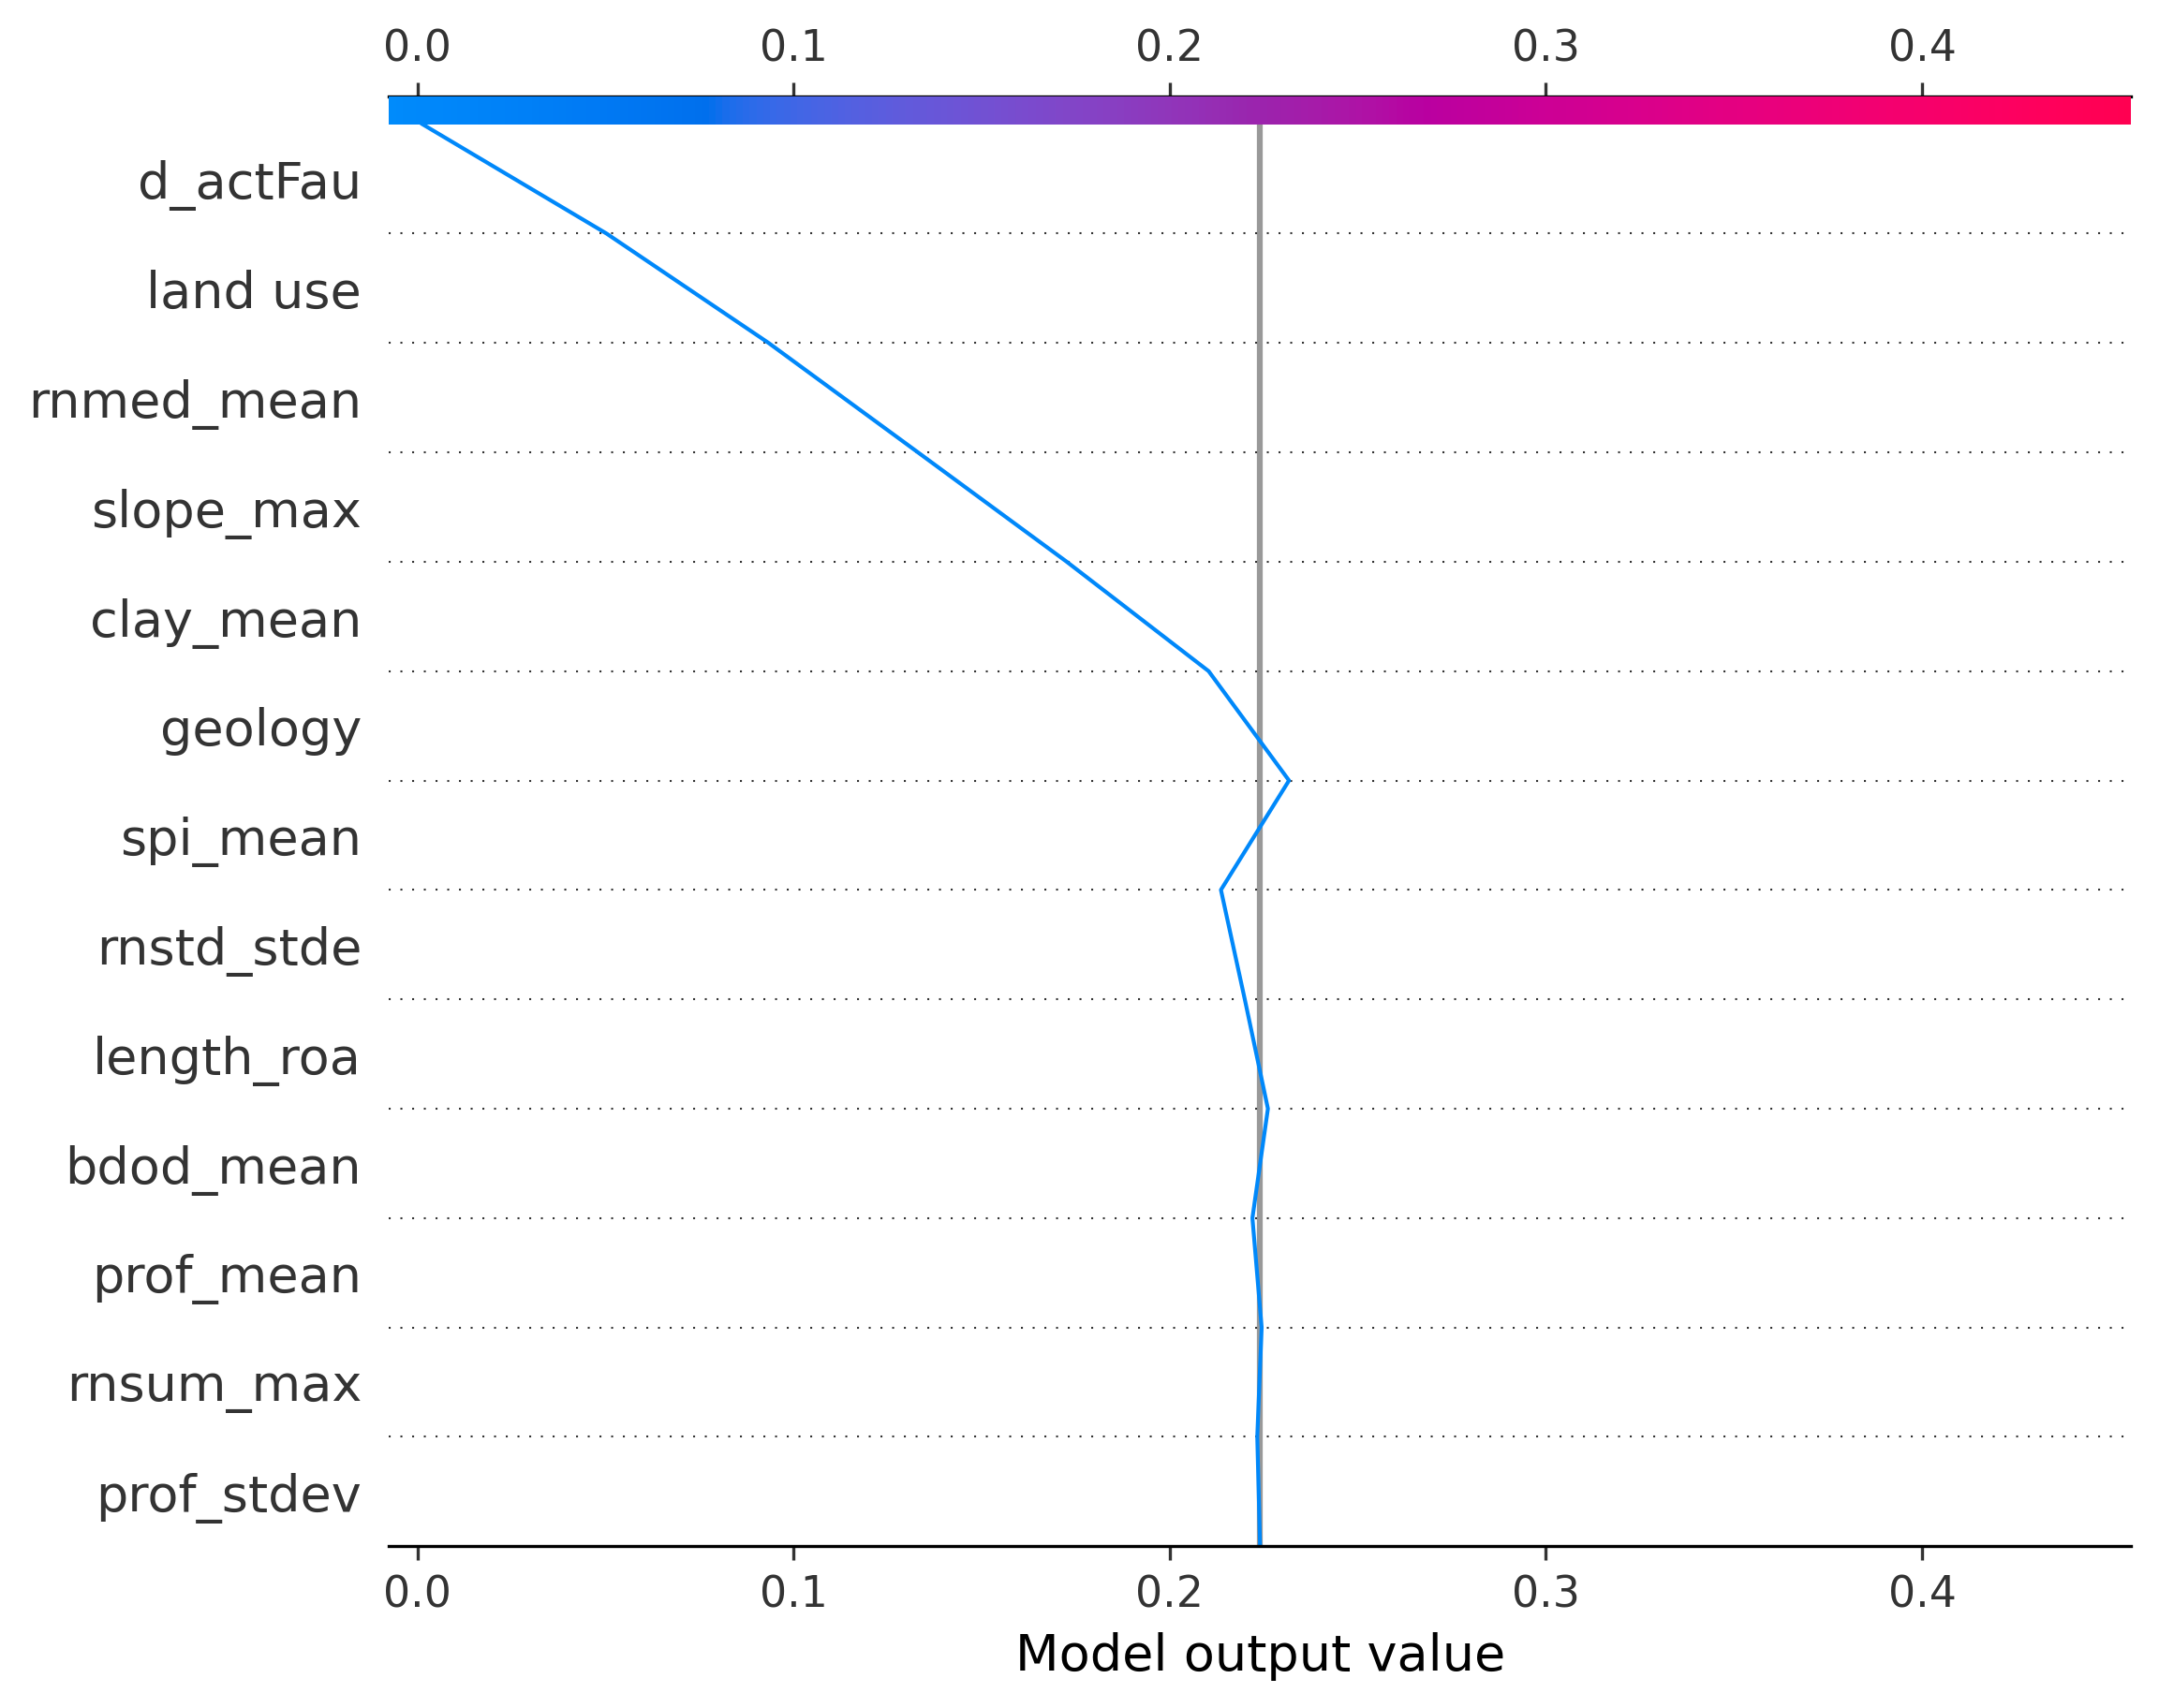 0.0 0.1 0.2 0.3 0.4
d_actFau
land use
rnmed_mean
slope_max
clay_mean
geology
spi_mean
rnstd_stde
length_roa
bdod_mean
prof_mean
rnsum_max
prof_stdev
0.0 0.1 0.2 0.3 0.4
Model output value